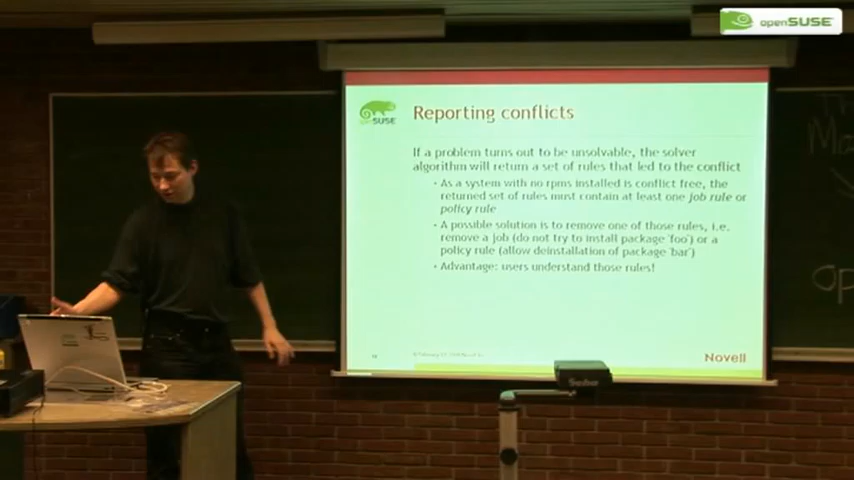 openSUSE
openSUSE
Reporting conflicts
If a problem turns out to be unsolvable, the solver
algorithm will return a set of rules that led to the conflict
• As a system with no rpms installed is conflict free, the
returned set of rules must contain at least one job rule or
policy rule
• A possible solution is to remove one of those rules, i.e.
remove a job (do not try to install package 'foo') or a
policy rule (allow deinstallation of package 'bar')
• Advantage: users understand those rules!
Novell